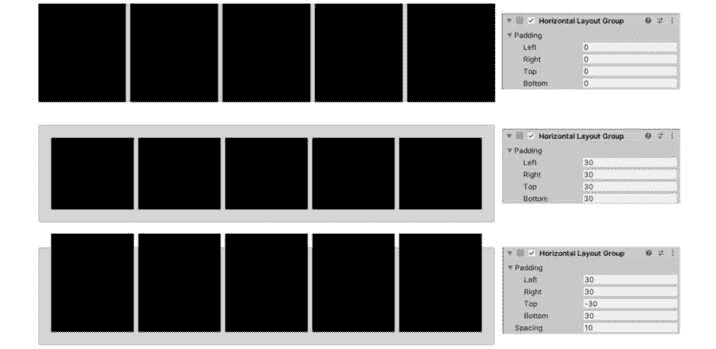 Horizontal Layout Group
Padding
Left 0
Right 0
Top 0
Bottom 0
Horizontal Layout Group
Padding
Left 30
Right 30
Top 30
Bottom 30
Horizontal Layout Group
Padding
Left 30
Right 30
Top -30
Bottom 30
Spacing 10